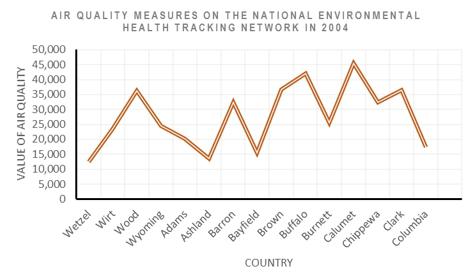 AIR QUALITY MEASURES ON THE NATIONAL ENVIRONMENTAL
HEALTH TRACKING NETWORK IN 2004
VALUE OF AIR QUALITY
50,000
45,000
40,000
35,000
30,000
25,000
20,000
15,000
10,000
5,000
0
Wetzel
Wirt
Wood
Wyoming
Adams
Ashland
Barron
Bayfield
Brown
Buffalo
Burnett
Calumet
Chippewa
Clark
Columbia
COUNTRY